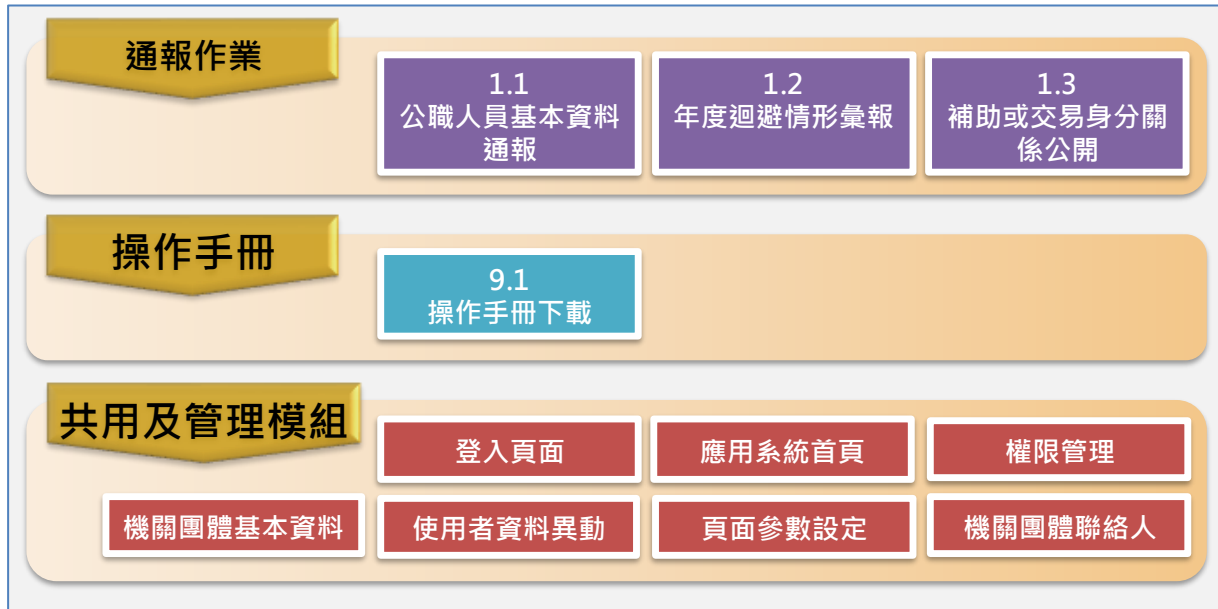 通報作業
1.1
公職人員基本資料
通報
1.2
年度迴避情形彙報
1.3
補助或交易身分關
係公開
操作手冊
9.1
操作手冊下載
共用及管理模組
登入頁面
應用系統首頁
權限管理
機關團體基本資料
使用者資料異動
頁面參數設定
機關團體聯絡人